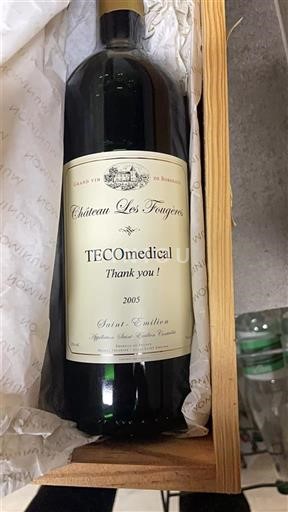 GRAND VIN DE BORDEAUX
Château Les Fougères
TECOmedical
Thank you !
2005
Saint-Emilion
Appellation Saint-Emilion Contrôlée